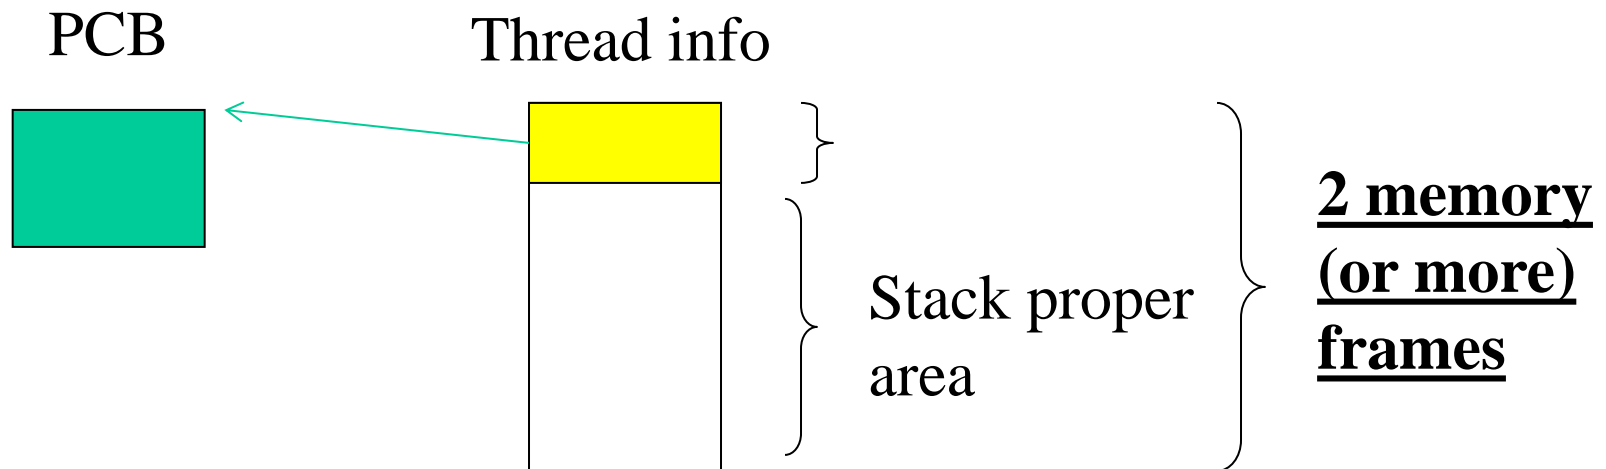 PCB
Thread info
2 memory
(or more)
frames
Stack proper
area